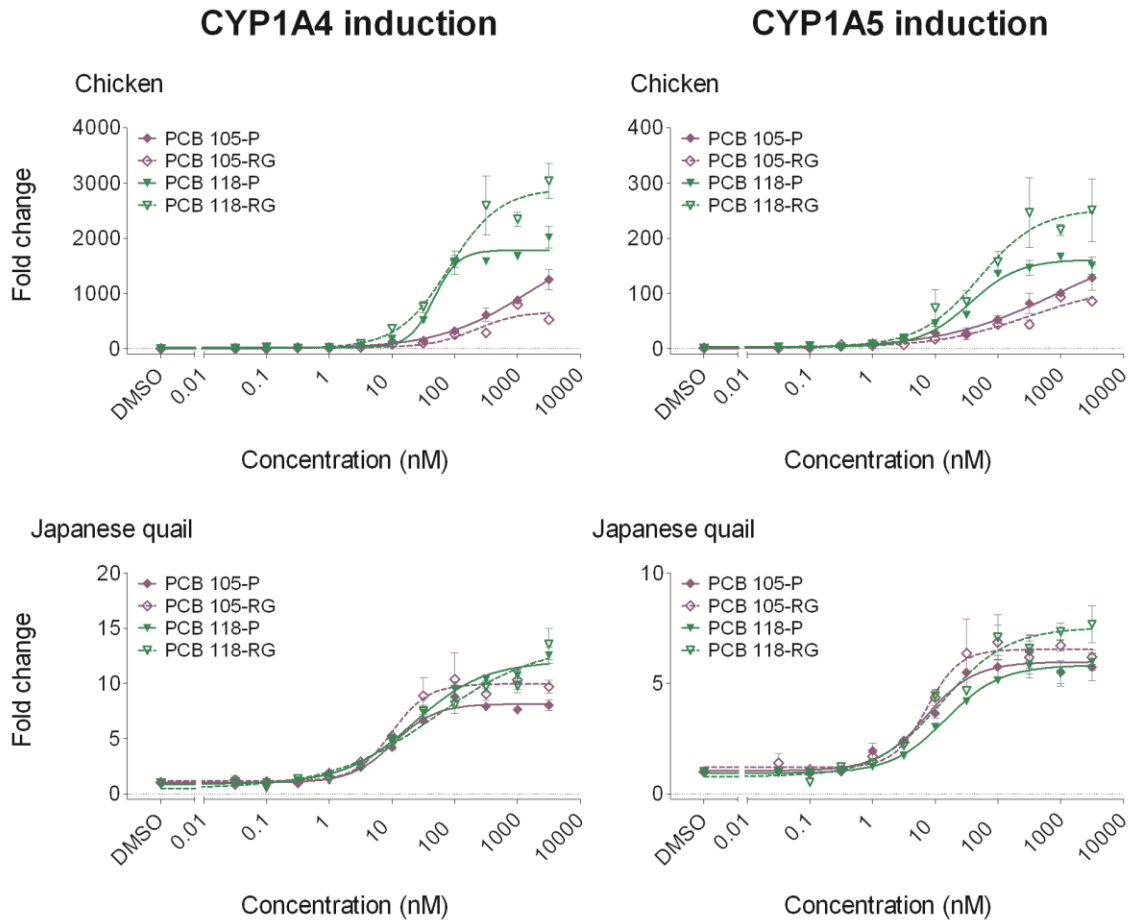 CYP1A4 induction
CYP1A5 induction
Chicken
4000
3000
2000
1000
0
Fold change
PCB 105-P
PCB 105-RG
PCB 118-P
PCB 118-RG
DMSO
0.01
0.1
1
10
100
1000
10000
Concentration (nM)
Chicken
400
300
200
100
0
PCB 105-P
PCB 105-RG
PCB 118-P
PCB 118-RG
DMSO
0.01
0.1
1
10
100
1000
10000
Concentration (nM)
Japanese quail
20
15
10
5
0
Fold change
PCB 105-P
PCB 105-RG
PCB 118-P
PCB 118-RG
DMSO
0.01
0.1
1
10
100
1000
10000
Concentration (nM)
Japanese quail
10
5
0
PCB 105-P
PCB 105-RG
PCB 118-P
PCB 118-RG
DMSO
0.01
0.1
1
10
100
1000
10000
Concentration (nM)